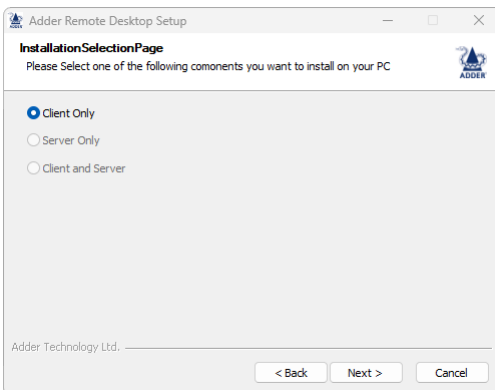 Adder Remote Desktop Setup
InstallationSelectionPage
Please Select one of the following comonents you want to install on your PC
ADDER
Client Only
Server Only
Client and Server
Adder Technology Ltd.
< Back
Next >
Cancel